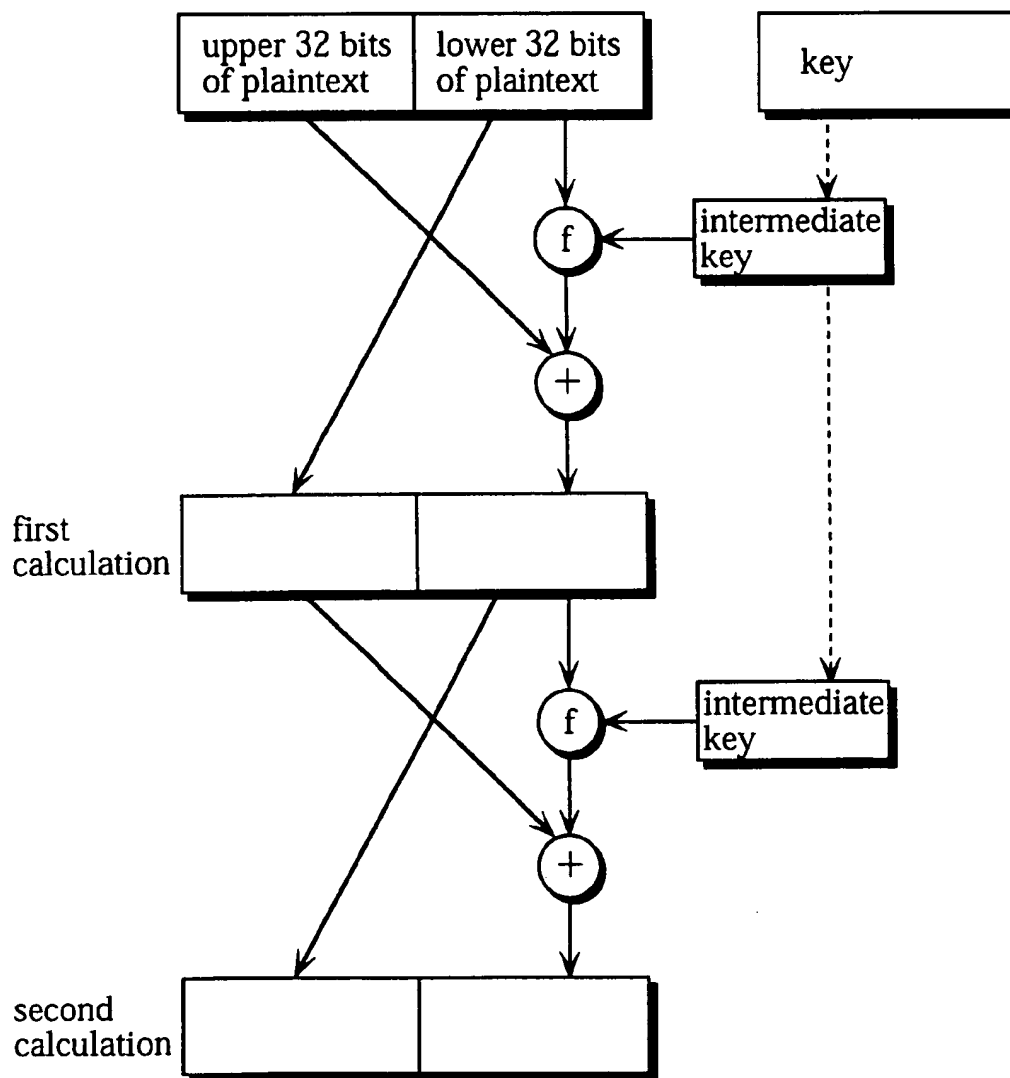 upper 32 bits
of plaintext
lower 32 bits
of plaintext
key
intermediate
key
f
+
first
calculation
intermediate
key
f
+
second
calculation